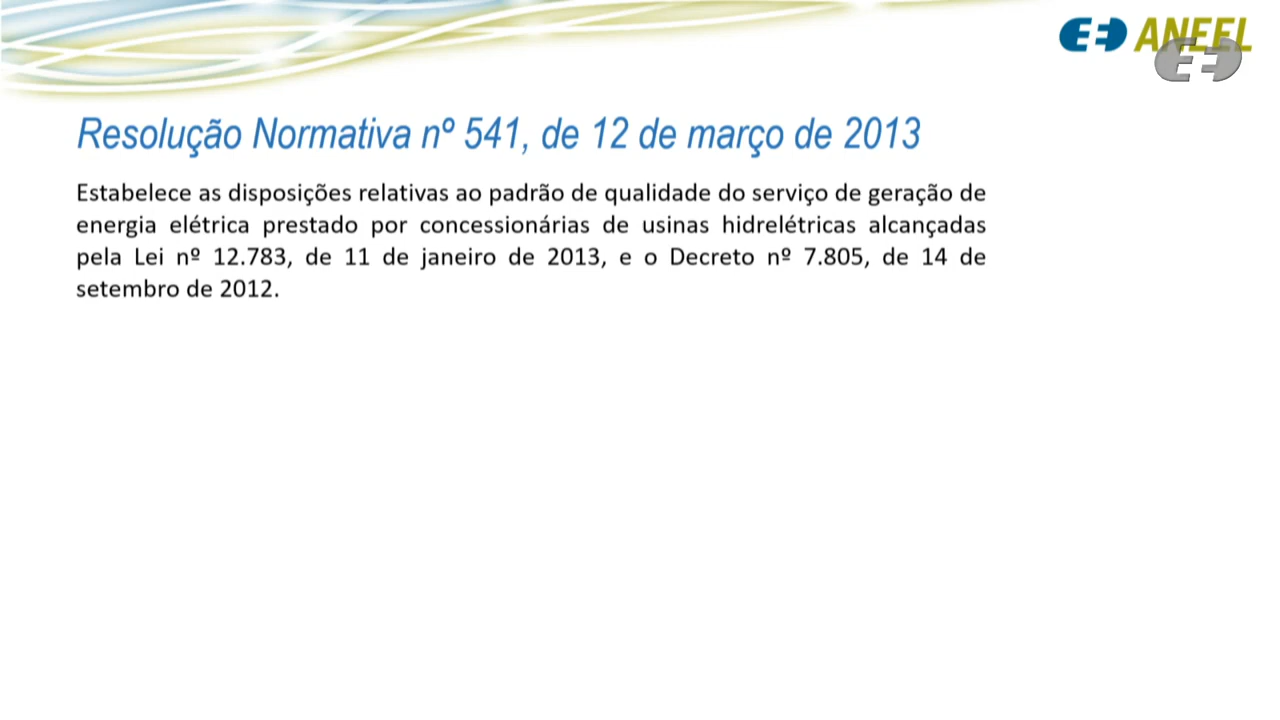 ANEEL
Resolução Normativa nº 541, de 12 de março de 2013
Estabelece as disposições relativas ao padrão de qualidade do serviço de geração de
energia elétrica prestado por concessionárias de usinas hidrelétricas alcançadas
pela Lei nº 12.783, de 11 de janeiro de 2013, e o Decreto nº 7.805, de 14 de
setembro de 2012.